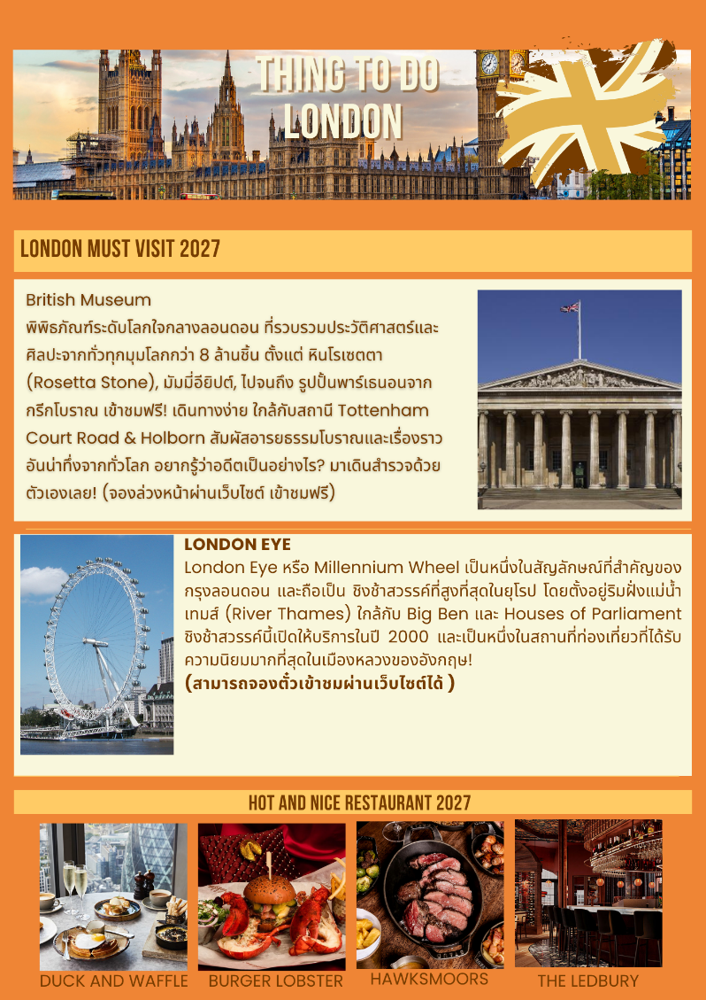 THING TO DO
LONDON
LONDON MUST VISIT 2027
British Museum
พิพิธภัณฑ์ระดับโลกใจกลางลอนดอน ที่รวบรวมประวัติศาสตร์และ
ศิลปะจากทั่วทุกมุมโลกกว่า 8 ล้านชิ้น ตั้งแต่ หินโรเซตตา
(Rosetta Stone), มัมมี่อียิปต์, ไปจนถึง รูปปั้นพาร์เธนอนจาก
กรีกโบราณ เข้าชมฟรี! เดินทางง่าย ใกล้กับสถานี Tottenham
Court Road & Holborn สัมผัสอารยธรรมโบราณและเรื่องราว
อันน่าทึ่งจากทั่วโลก อยากรู้ว่าอดีตเป็นอย่างไร? มาเดินสำรวจด้วย
ตัวเองเลย! (จองล่วงหน้าผ่านเว็บไซต์ เข้าชมฟรี)
LONDON EYE
London Eye หรือ Millennium Wheel เป็นหนึ่งในสัญลักษณ์ที่สำคัญของ
กรุงลอนดอน และถือเป็น ชิงช้าสวรรค์ที่สูงที่สุดในยุโรป โดยตั้งอยู่ริมฝั่งแม่น้ำ
เทมส์ (River Thames) ใกล้กับ Big Ben และ Houses of Parliament
ชิงช้าสวรรค์นี้เปิดให้บริการในปี 2000 และเป็นหนึ่งในสถานที่ท่องเที่ยวที่ได้รับ
ความนิยมมากที่สุดในเมืองหลวงของอังกฤษ!
(สามารถจองตั๋วเข้าชมผ่านเว็บไซต์ได้ )
HOT AND NICE RESTAURANT 2027
DUCK AND WAFFLE
BURGER LOBSTER
HAWKSMOORS
THE LEDBURY